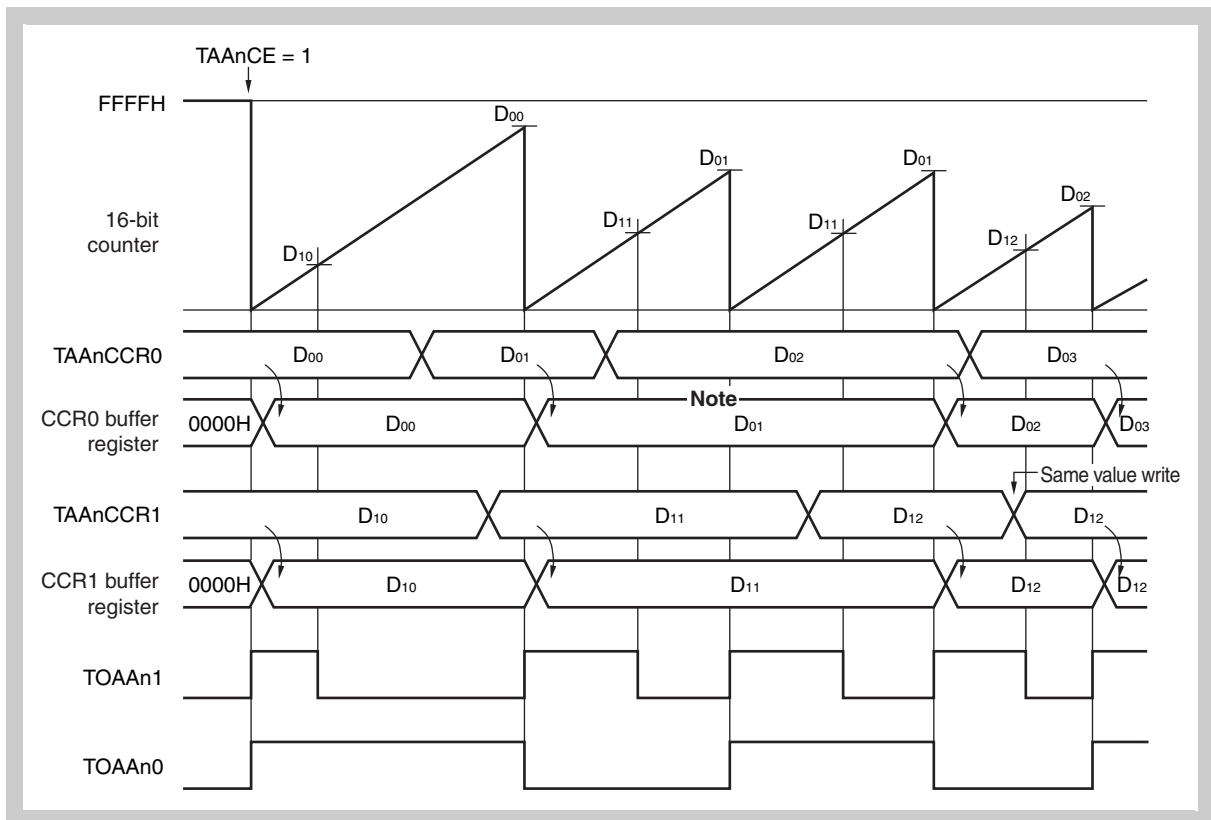 TAAnCE = 1
FFFFH
D00
D01
D01
D02
16-bit
counter
D10
D11
D11
D12
TAAnCCR0
D00
D01
D02
D03
Note
CCR0 buffer
register
0000H
D00
D01
D02
D03
Same value write
TAAnCCR1
D10
D11
D12
D12
CCR1 buffer
register
0000H
D10
D11
D12
D12
TOAAn1
TOAAn0